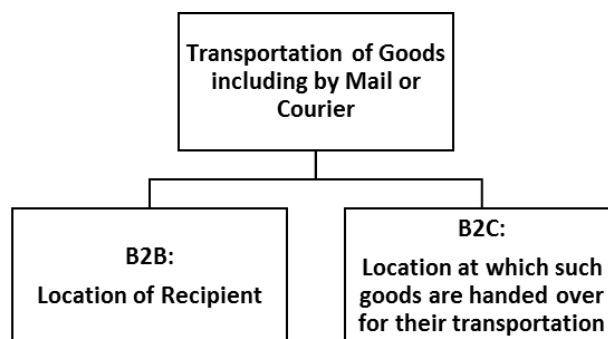 Transportation of Goods
including by Mail or
Courier
B2B:
Location of Recipient
B2C:
Location at which such
goods are handed over
for their transportation